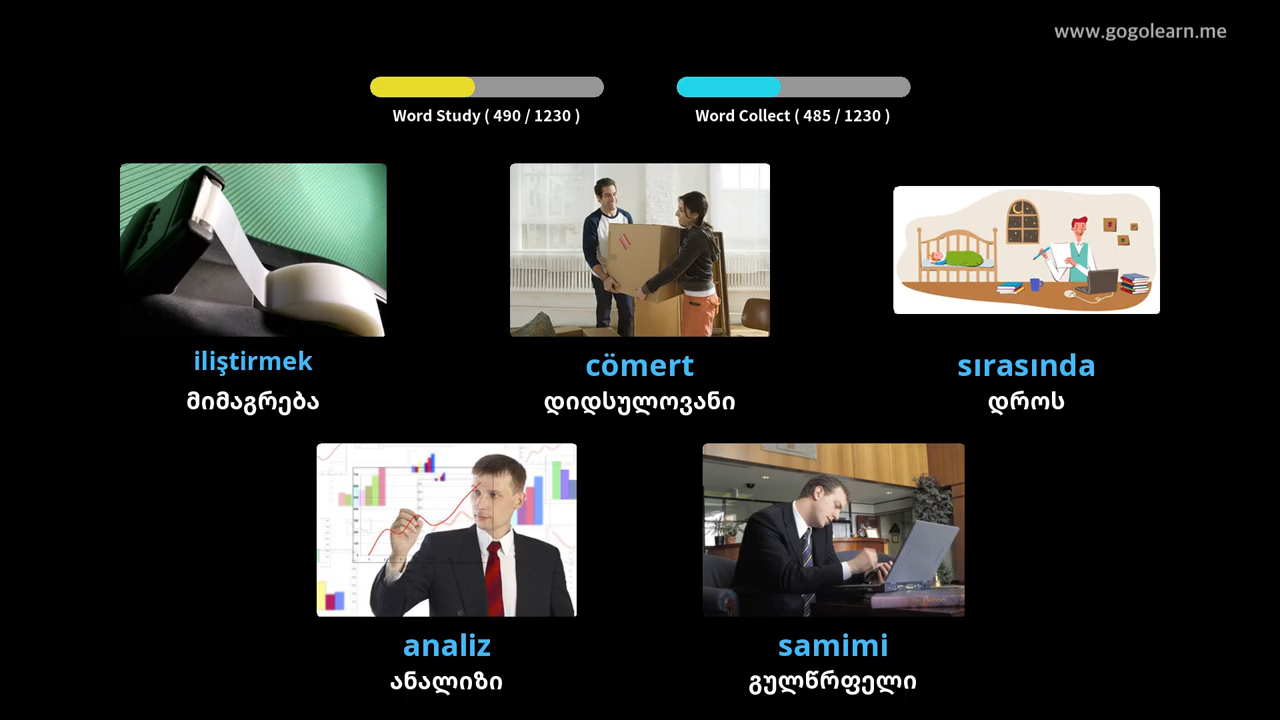 www.gogolearn.me
Word Study ( 490 / 1230 )
Word Collect ( 485 / 1230 )
iliştirmek
მიმაგრება
cömert
დიდსულოვანი
sırasında
დროს
analiz
ანალიზი
samimi
გულწრფელი